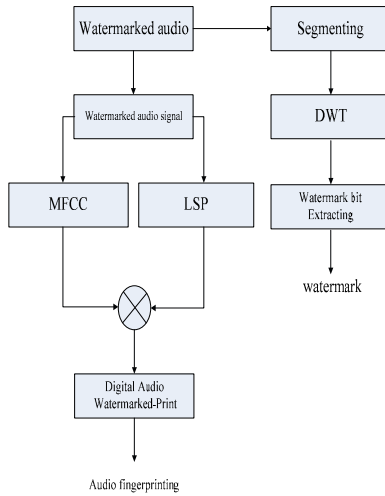 Watermarked audio
Segmenting
Watermarked audio signal
DWT
MFCC
LSP
Watermark bit
Extracting
watermark
Digital Audio
Watermarked-Print
Audio fingerprinting